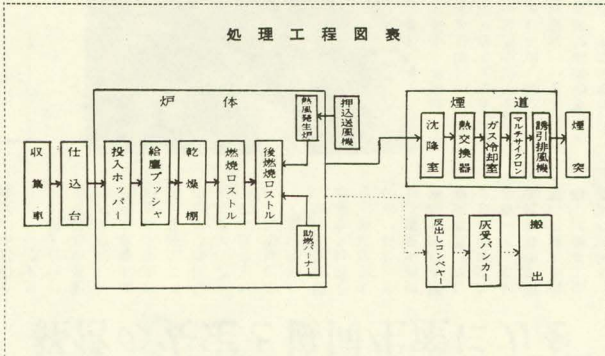 処理工程図表
炉体
煙道
収集車
仕込台
投入ホッパー
給塵プッシャ
乾燥棚
燃焼ロストル
後燃焼ロストル
熱風発生炉
押込送風機
助燃バーナー
沈降室
熱交換器
ガス冷却室
マルチサイクロン
誘引排風機
煙突
灰出しコンベヤー
灰受バンカー
搬出